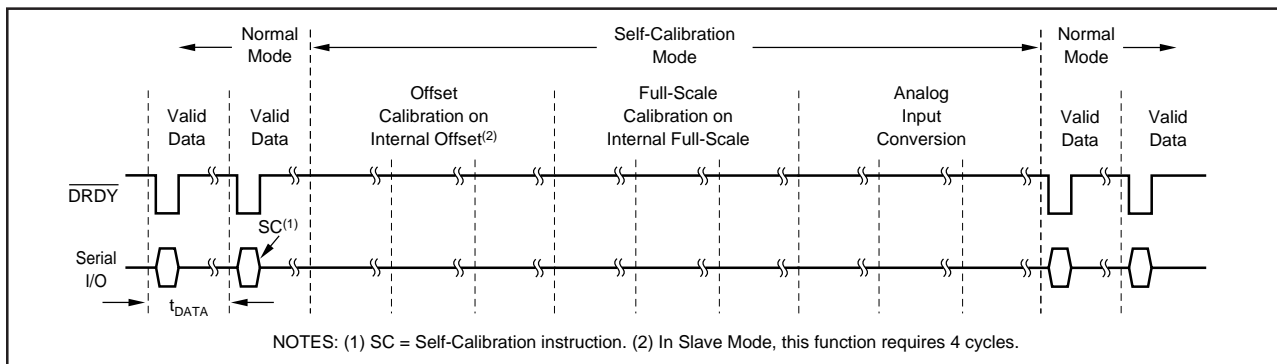 Normal
Mode
Self-Calibration
Mode
Normal
Mode
Valid
Data
Valid
Data
Offset
Calibration on
Internal Offset(2)
Full-Scale
Calibration on
Internal Full-Scale
Analog
Input
Conversion
Valid
Data
Valid
Data
DRDY
SC(1)
Serial
I/O
tDATA
NOTES: (1) SC = Self-Calibration instruction. (2) In Slave Mode, this function requires 4 cycles.